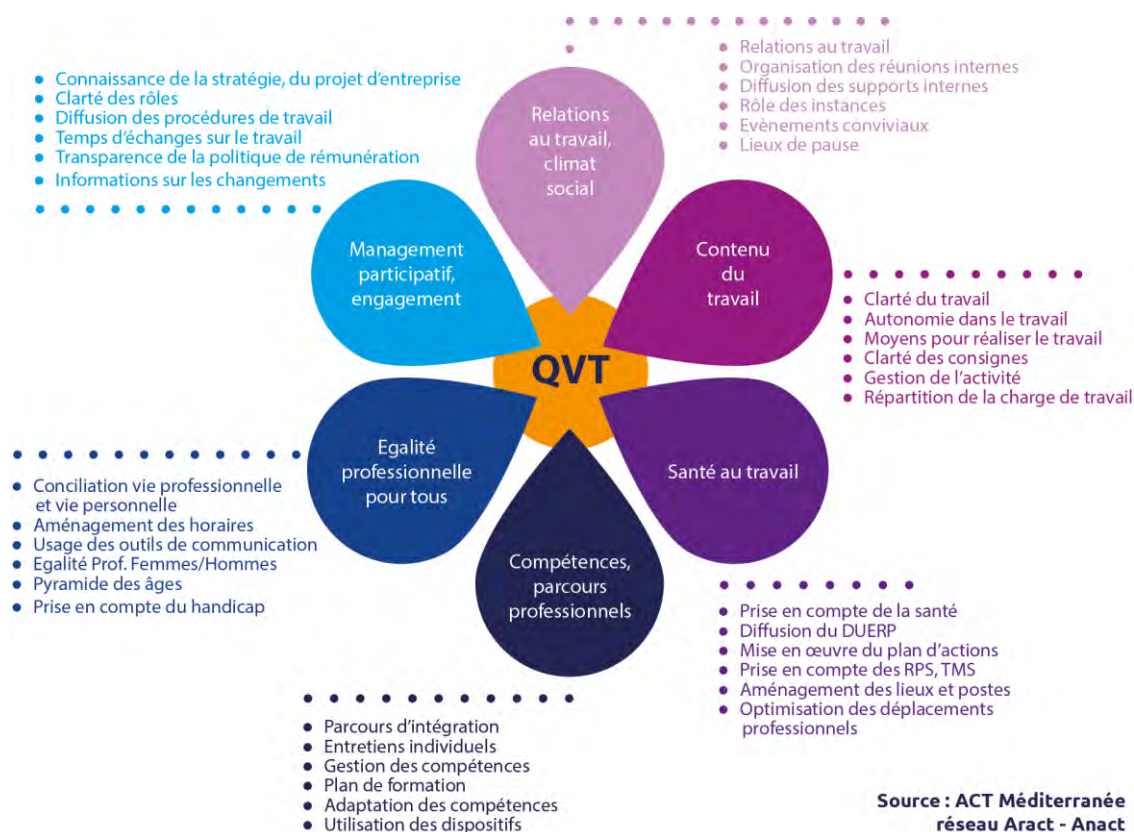 Relations
au travail,
climat
social
• Relations au travail
• Organisation des réunions internes
• Diffusion des supports internes
• Rôle des instances
• Evènements conviviaux
• Lieux de pause
Contenu
du
travail
• Clarté du travail
• Autonomie dans le travail
• Moyens pour réaliser le travail
• Clarté des consignes
• Gestion de l'activité
• Répartition de la charge de travail
Santé au travail
• Prise en compte de la santé
• Diffusion du DUERP
• Mise en œuvre du plan d'actions
• Prise en compte des RPS, TMS
• Aménagement des lieux et postes
• Optimisation des déplacements
professionnels
Compétences,
parcours
professionnels
• Parcours d'intégration
• Entretiens individuels
• Gestion des compétences
• Plan de formation
• Adaptation des compétences
• Utilisation des dispositifs
Egalité
professionnelle
pour tous
• Conciliation vie professionnelle
et vie personnelle
• Aménagement des horaires
• Usage des outils de communication
• Egalité Prof. Femmes/Hommes
• Pyramide des âges
• Prise en compte du handicap
Management
participatif,
engagement
• Connaissance de la stratégie, du projet d'entreprise
• Clarté des rôles
• Diffusion des procédures de travail
• Temps d'échanges sur le travail
• Transparence de la politique de rémunération
• Informations sur les changements
QVT
Source : ACT Méditerranée
réseau Aract - Anact